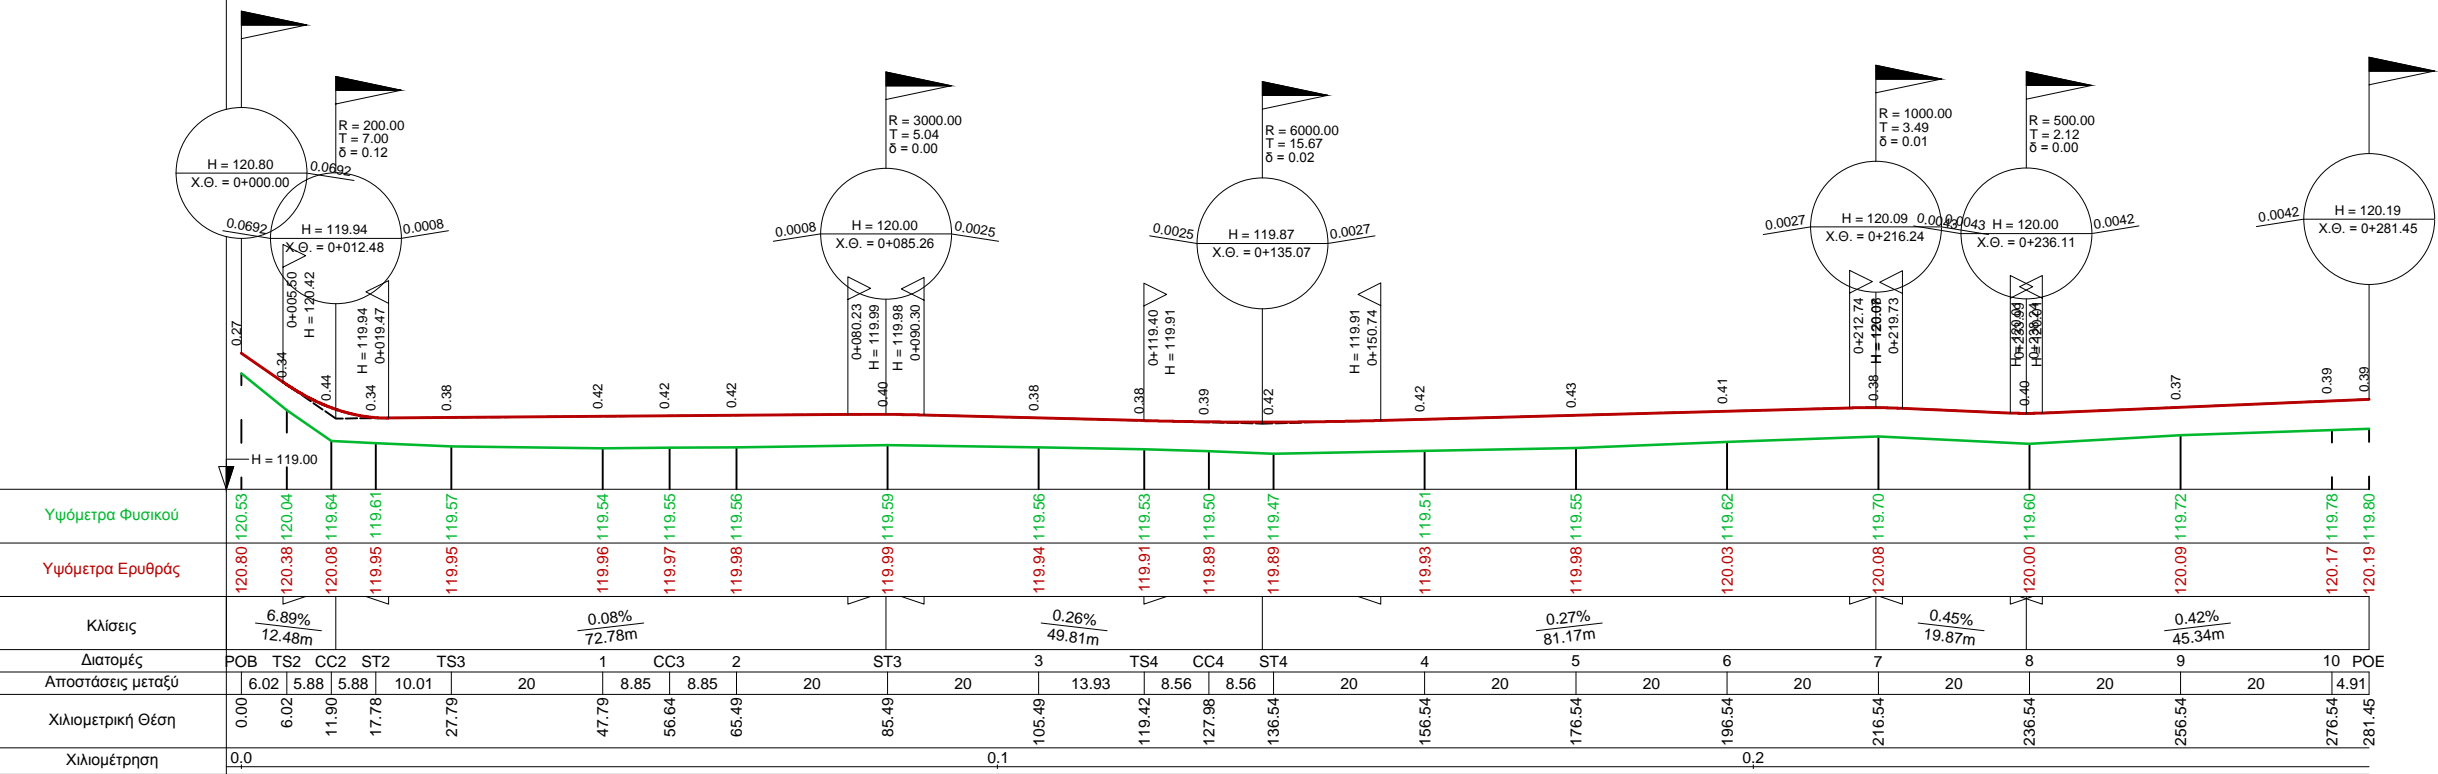 R = 200.00
T = 7.00
δ = 0.12
R = 3000.00
T = 5.04
δ = 0.00
R = 6000.00
T = 15.67
δ = 0.02
R = 1000.00
T = 3.49
δ = 0.01
R = 500.00
T = 2.12
δ = 0.00
H = 120.80
Χ.Θ. = 0+000.00
0.0692
0.0692
H = 119.94
Χ.Θ. = 0+012.48
0.0008
0.0008
H = 120.00
Χ.Θ. = 0+085.26
0.0025
0.0025
H = 119.87
Χ.Θ. = 0+135.07
0.0027
0.0027
H = 120.09
Χ.Θ. = 0+216.24
0.0043
0.0043
H = 120.00
Χ.Θ. = 0+236.11
0.0042
0.0042
H = 120.19
Χ.Θ. = 0+281.45
0+005.50
H = 120.42
H = 119.94
0+019.47
0+080.23
H = 119.99
H = 119.98
0+090.30
0+119.40
H = 119.91
H = 119.91
0+150.74
0+212.74
0+219.73
0.27
0.34
0.44
0.34
0.38
0.42
0.42
0.42
0.40
0.38
0.38
0.39
0.42
0.42
0.43
0.41
0.38
0.40
0.37
0.39
0.39
H = 119.00
Υψόμετρα Φυσικού 120.53 120.04 119.64 119.61 119.57 119.54 119.55 119.56 119.59 119.56 119.53 119.50 119.47 119.51 119.55 119.62 119.70 119.60 119.72 119.78 119.80
Υψόμετρα Ερυθράς 120.80 120.38 120.08 119.95 119.95 119.96 119.97 119.98 119.99 119.94 119.91 119.89 119.89 119.93 119.98 120.03 120.08 120.00 120.09 120.17 120.19
Κλίσεις
6.89%
12.48m
0.08%
72.78m
0.26%
49.81m
0.27%
81.17m
0.45%
19.87m
0.42%
45.34m
Διατομές POB TS2 CC2 ST2 TS3 1 CC3 2 ST3 3 TS4 CC4 ST4 4 5 6 7 8 9 10 POE
Αποστάσεις μεταξύ 6.02 5.88 5.88 10.01 20 8.85 8.85 20 20 13.93 8.56 8.56 20 20 20 20 20 20 20 4.91
Χιλιομετρική Θέση 0.00 6.02 11.90 17.78 27.79 47.79 56.64 65.49 85.49 105.49 119.42 127.98 136.54 156.54 176.54 196.54 216.54 236.54 256.54 276.54 281.45
Χιλιομέτρηση 0.0 0.1 0.2